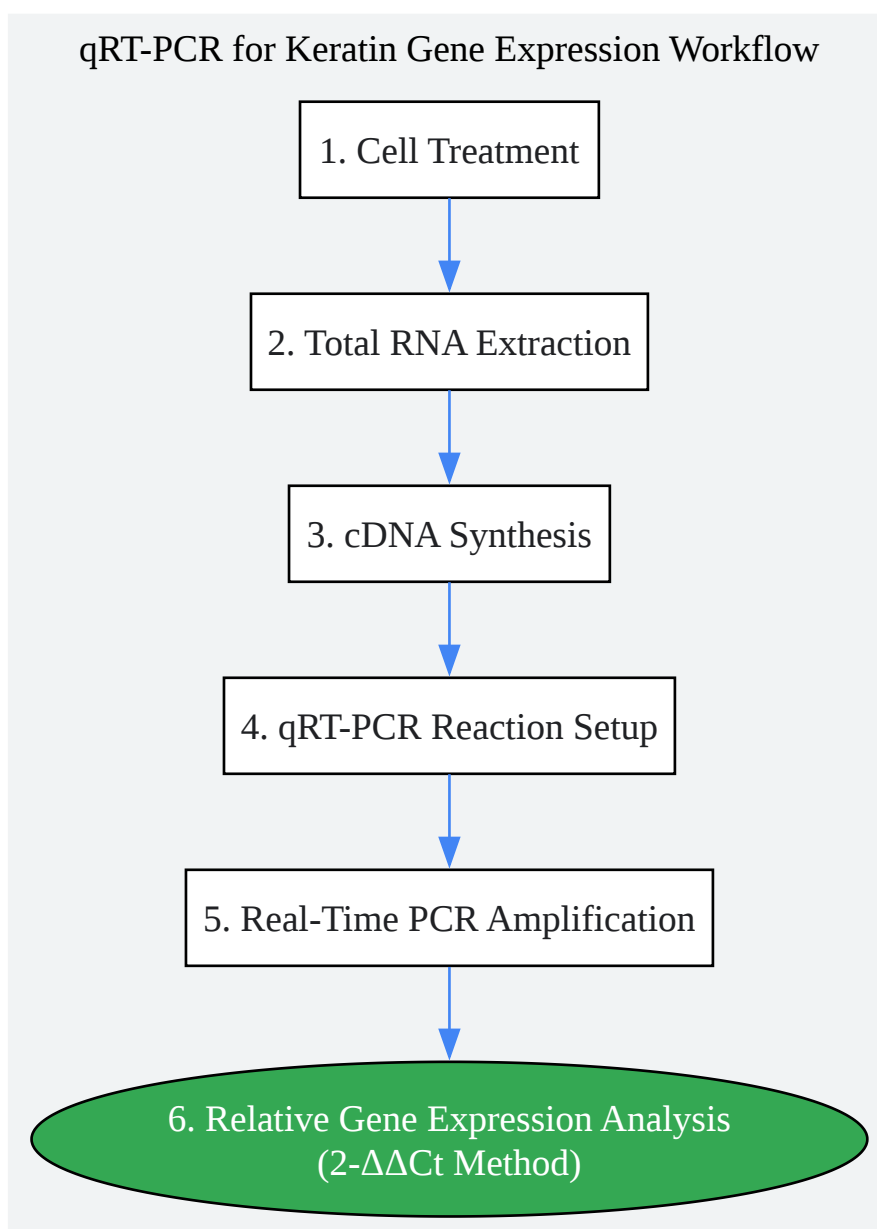 qRT-PCR for Keratin Gene Expression Workflow
1. Cell Treatment
2. Total RNA Extraction
3. cDNA Synthesis
4. qRT-PCR Reaction Setup
5. Real-Time PCR Amplification
6. Relative Gene Expression Analysis
(2-ΔΔCt Method)